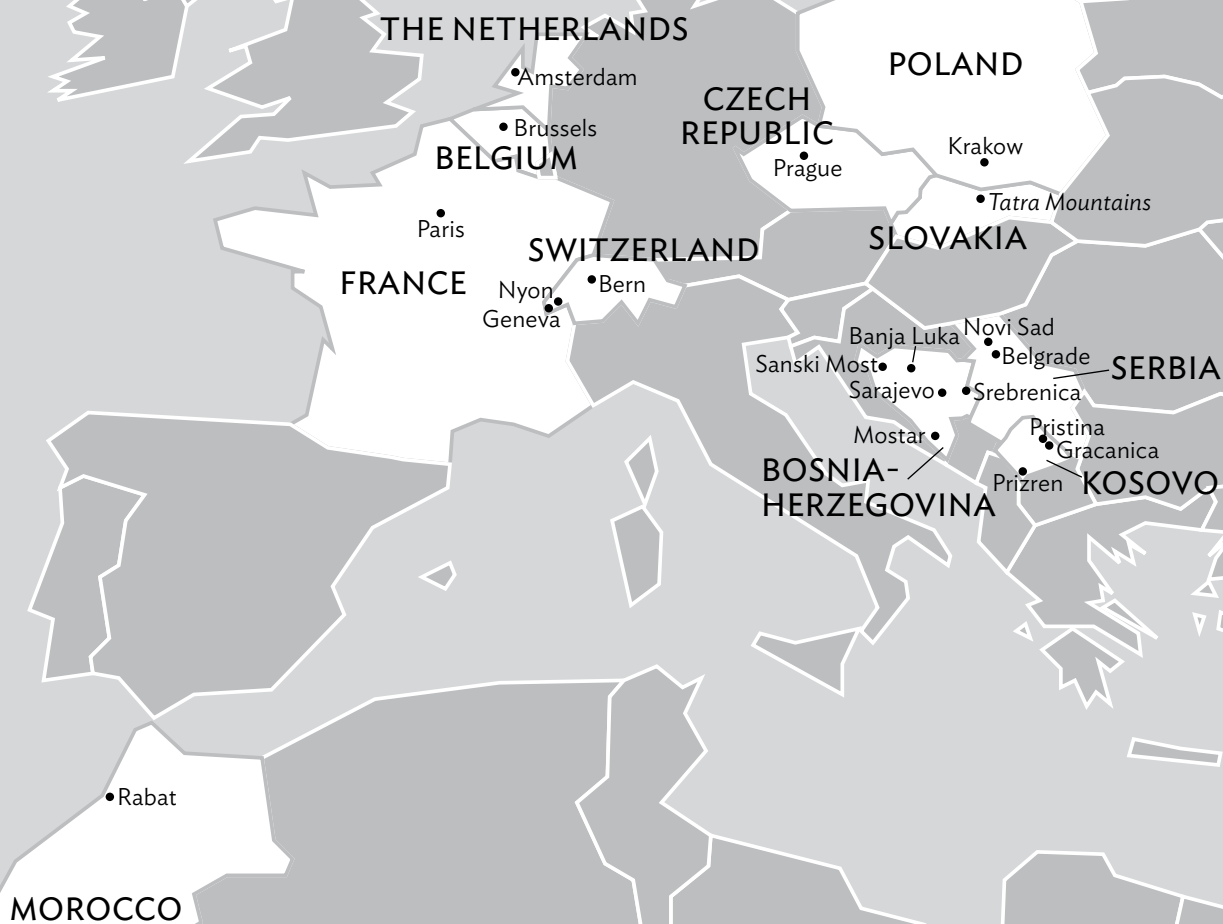 THE NETHERLANDS
Amsterdam
POLAND
CZECH
REPUBLIC
Brussels
BELGIUM
Prague
Krakow
Tatra Mountains
Paris
SLOVAKIA
SWITZERLAND
FRANCE
Bern
Nyon
Geneva
Novi Sad
Banja Luka
Belgrade
Sanski Most
SERBIA
Sarajevo
Srebrenica
Pristina
Mostar
Gracanica
BOSNIA-
HERZEGOVINA
Prizren
KOSOVO
Rabat
MOROCCO